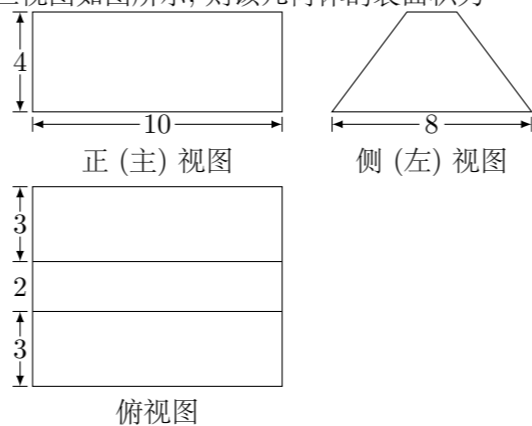 三视图如图所示, 则该几何体的表面积为
4
10
8
正 (主) 视图
侧 (左) 视图
3
2
3
俯视图